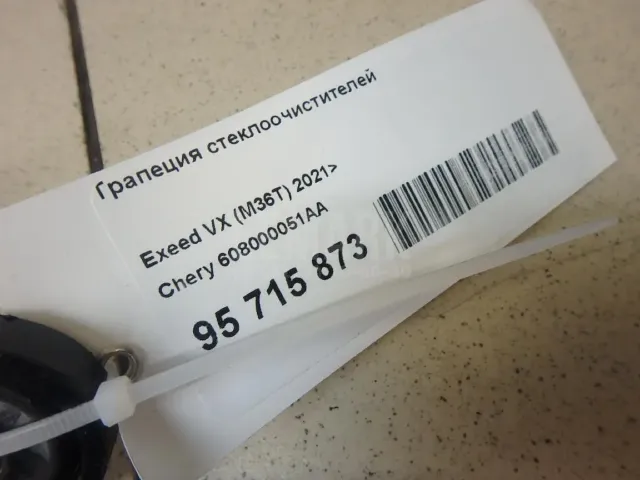 Трапеция стеклоочистителей
Exeed VX (M36T) 2021>
Chery 608000051AA
95 715 873